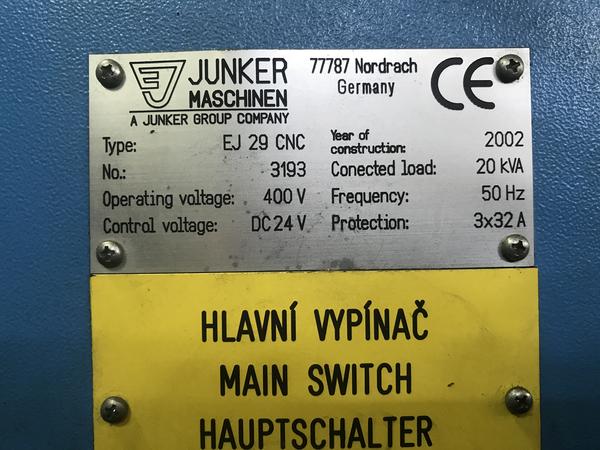 EJ JUNKER
MASCHINEN
A JUNKER GROUP COMPANY
77787 Nordrach
Germany
CE
Type: EJ 29 CNC
Year of construction: 2002
No.: 3193
Conected load: 20 kVA
Operating voltage: 400 V
Frequency: 50 Hz
Control voltage: DC 24 V
Protection: 3x32 A
HLAVNÍ VYPÍNAČ
MAIN SWITCH
HAUPTSCHALTER